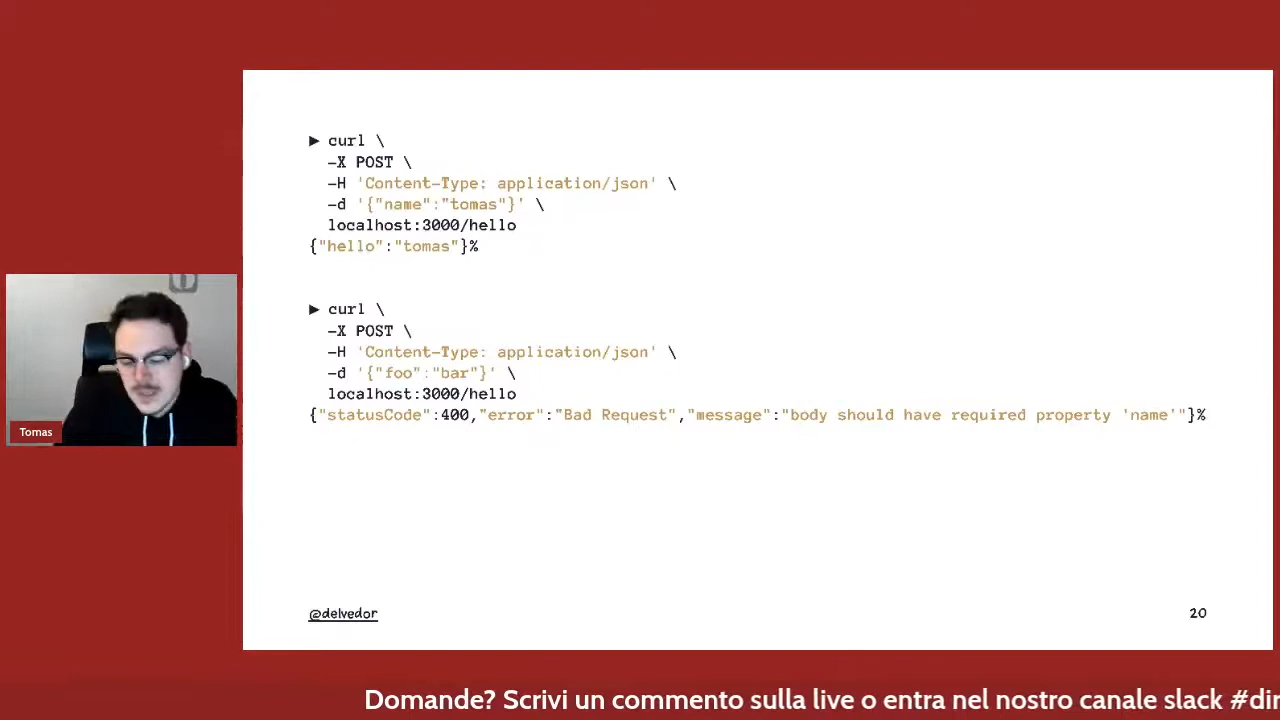 ▶ curl \
-X POST \
-H 'Content-Type: application/json' \
-d '{"name":"tomas"}' \
localhost:3000/hello
{"hello":"tomas"}%
▶ curl \
-X POST \
-H 'Content-Type: application/json' \
-d '{"foo":"bar"}' \
localhost:3000/hello
{"statusCode":400,"error":"Bad Request","message":"body should have required property 'name'"}%
Tomas
@delvedor
20
Domande? Scrivi un commento sulla live o entra nel nostro canale slack